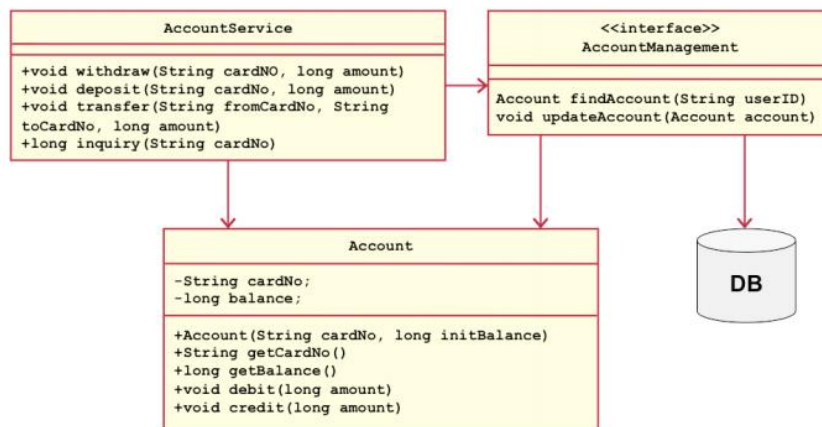 AccountService
+void withdraw(String cardNO, long amount)
+void deposit(String cardNo, long amount)
+void transfer(String fromCardNo, String
toCardNo, long amount)
+long inquiry(String cardNo)
<<interface>>
AccountManagement
Account findAccount(String userID)
void updateAccount(Account account)
Account
-String cardNo;
-long balance;
+Account(String cardNo, long initBalance)
+String getCardNo()
+long getBalance()
+void debit(long amount)
+void credit(long amount)
DB